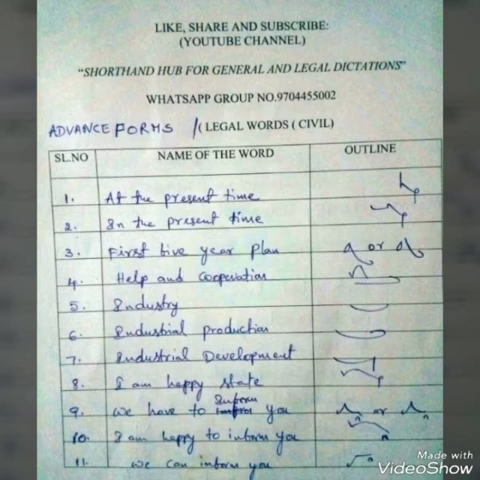 LIKE, SHARE AND SUBSCRIBE:
(YOUTUBE CHANNEL)
"SHORTHAND HUB FOR GENERAL AND LEGAL DICTATIONS"
WHATSAPP GROUP NO.9704455002
ADVANCE FORMS /( LEGAL WORDS ( CIVIL)
SL.NO NAME OF THE WORD OUTLINE
1. At the present time
2. In the present time
3. First five year plan or
4. Help and Cooperation
5. Industry
6. Industrial production
7. Industrial Development
8. I am happy state
9. We have to Inform you or
10. I am happy to inform you
11. We can inform you
Made with
VideoShow